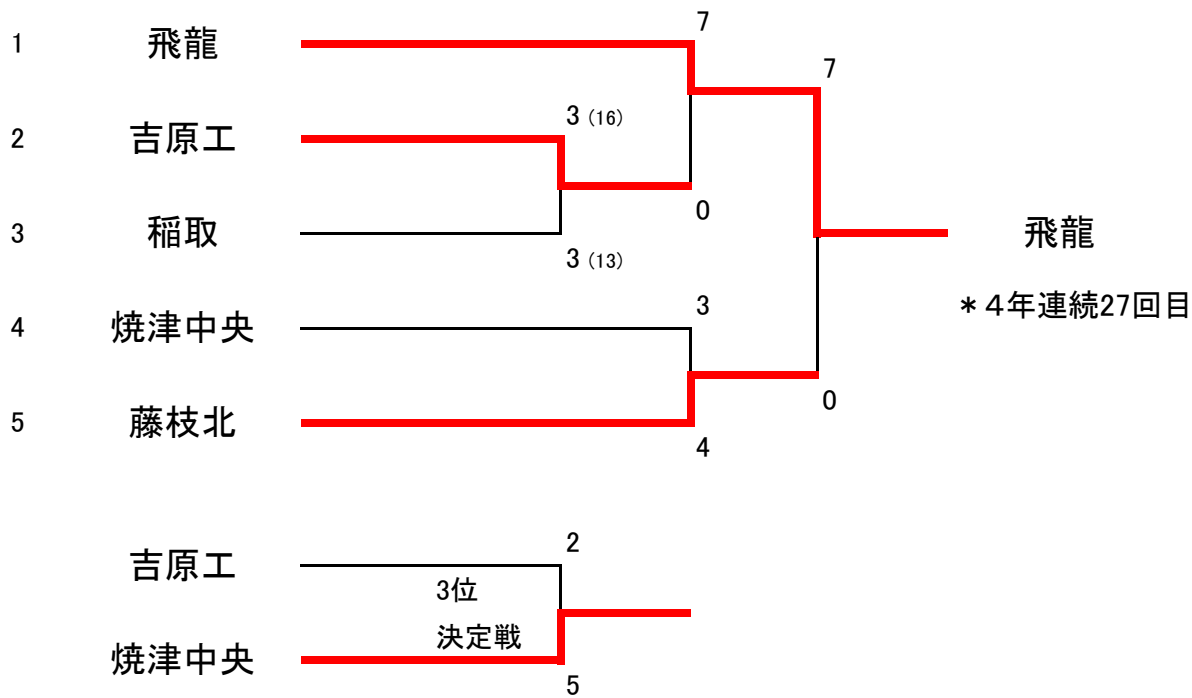 7
1 飛龍
7
3 (16)
2 吉原工
0
3 稲取
飛龍
3 (13)
3
*４年連続27回目
4 焼津中央
0
5 藤枝北
4
2
吉原工
3位
決定戦
焼津中央
5